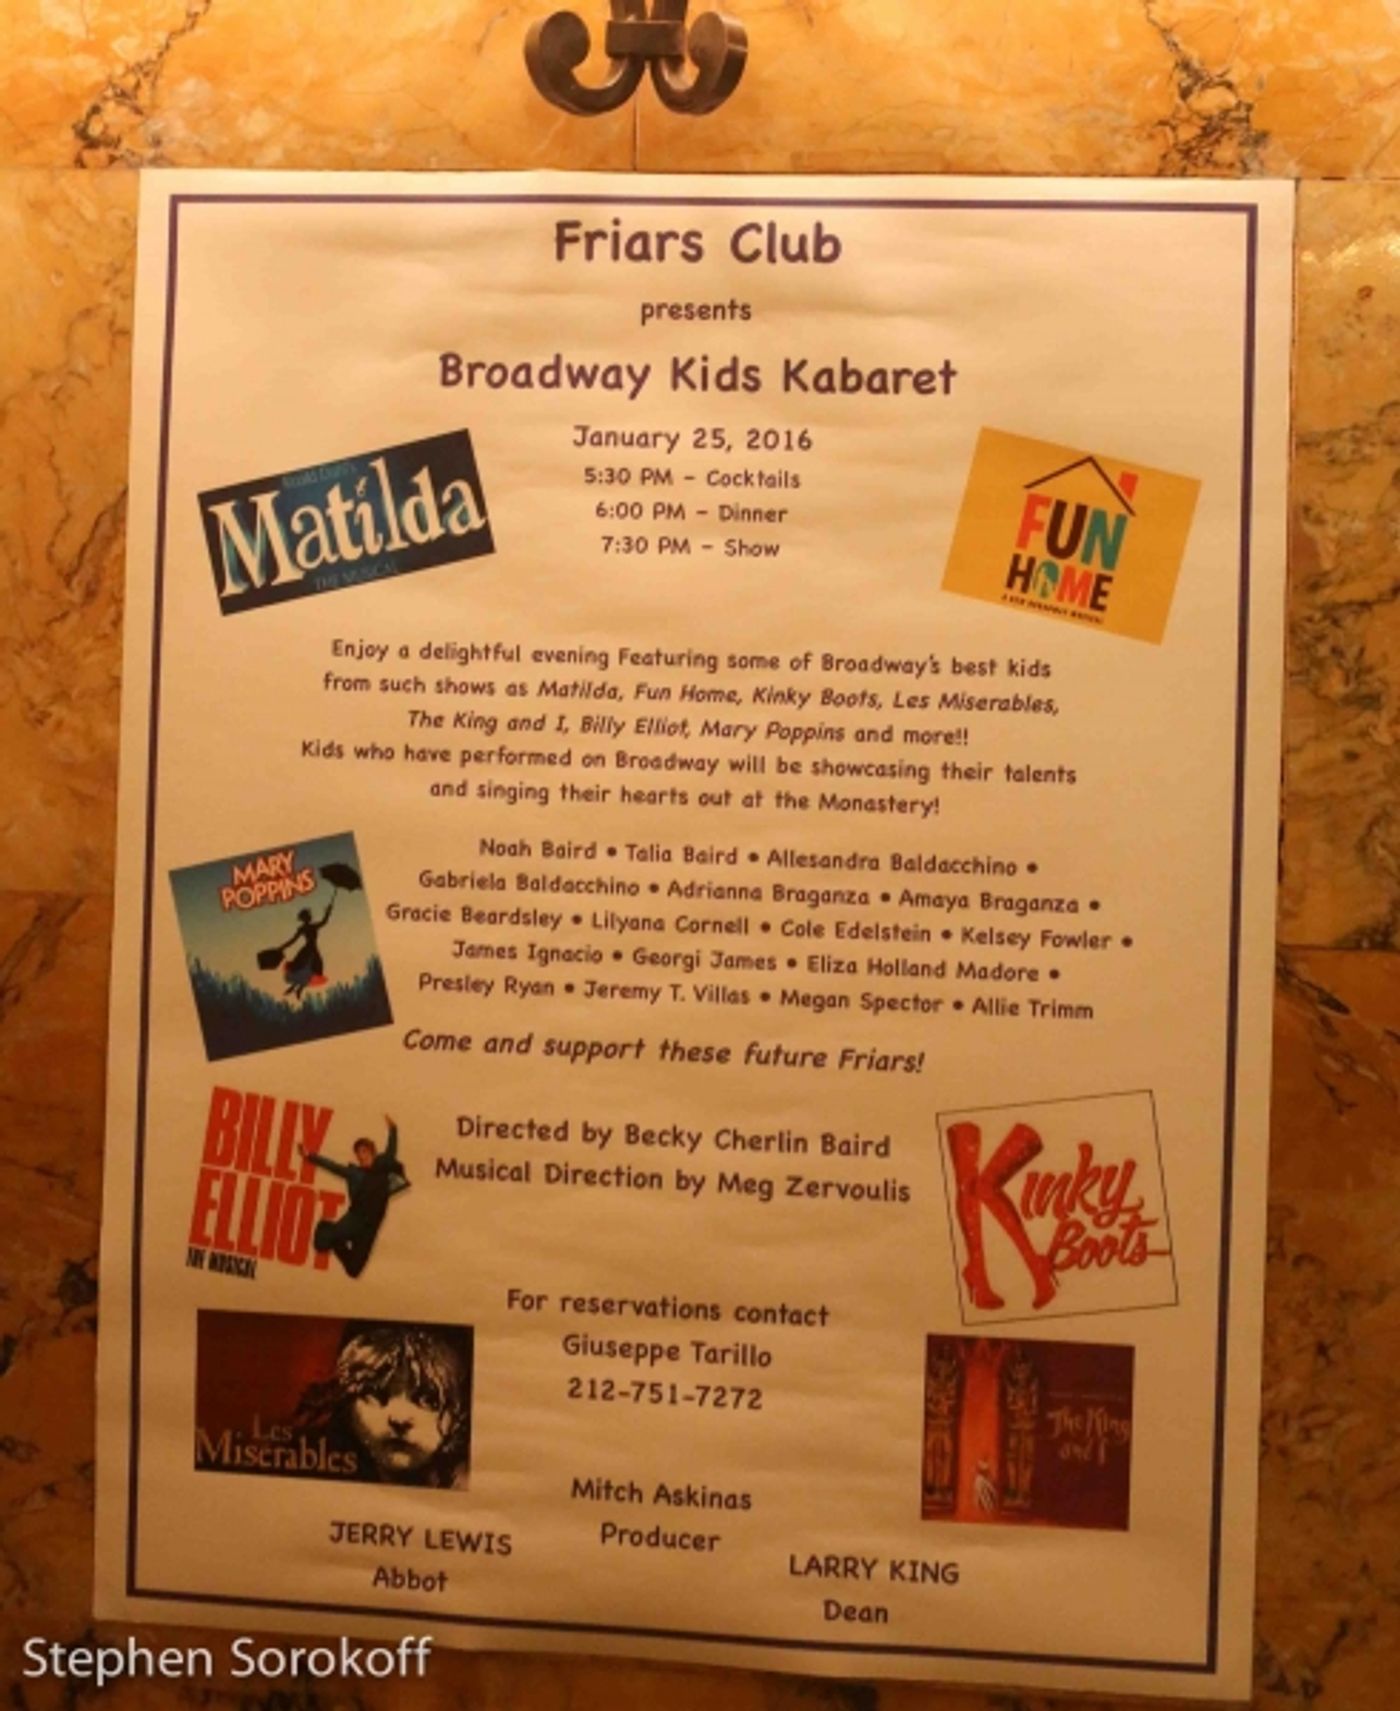 Friars Club
presents
Broadway Kids Kabaret
January 25, 2016
5:30 PM - Cocktails
6:00 PM - Dinner
7:30 PM - Show
Matilda
THE MUSICAL
FUN
HOME
Enjoy a delightful evening Featuring some of Broadway's best kids
from such shows as Matilda, Fun Home, Kinky Boots, Les Miserables,
The King and I, Billy Elliot, Mary Poppins and more!!
Kids who have performed on Broadway will be showcasing their talents
and singing their hearts out at the Monastery!
MARY
POPPINS
Noah Baird • Talia Baird • Allesandra Baldacchino •
Gabriela Baldacchino • Adrianna Braganza • Amaya Braganza •
Gracie Beardsley • Lilyana Cornell • Cole Edelstein • Kelsey Fowler •
James Ignacio • Georgi James • Eliza Holland Madore •
Presley Ryan • Jeremy T. Villas • Megan Spector • Allie Trimm
Come and support these future Friars!
BILLY
ELLIOT
THE MUSICAL
Directed by Becky Cherlin Baird
Musical Direction by Meg Zervoulis
Kinky
Boots
For reservations contact
Giuseppe Tarillo
212-751-7272
Les
Misérables
The King
and I
Mitch Askinas
Producer
JERRY LEWIS
Abbot
LARRY KING
Dean
Stephen Sorokoff